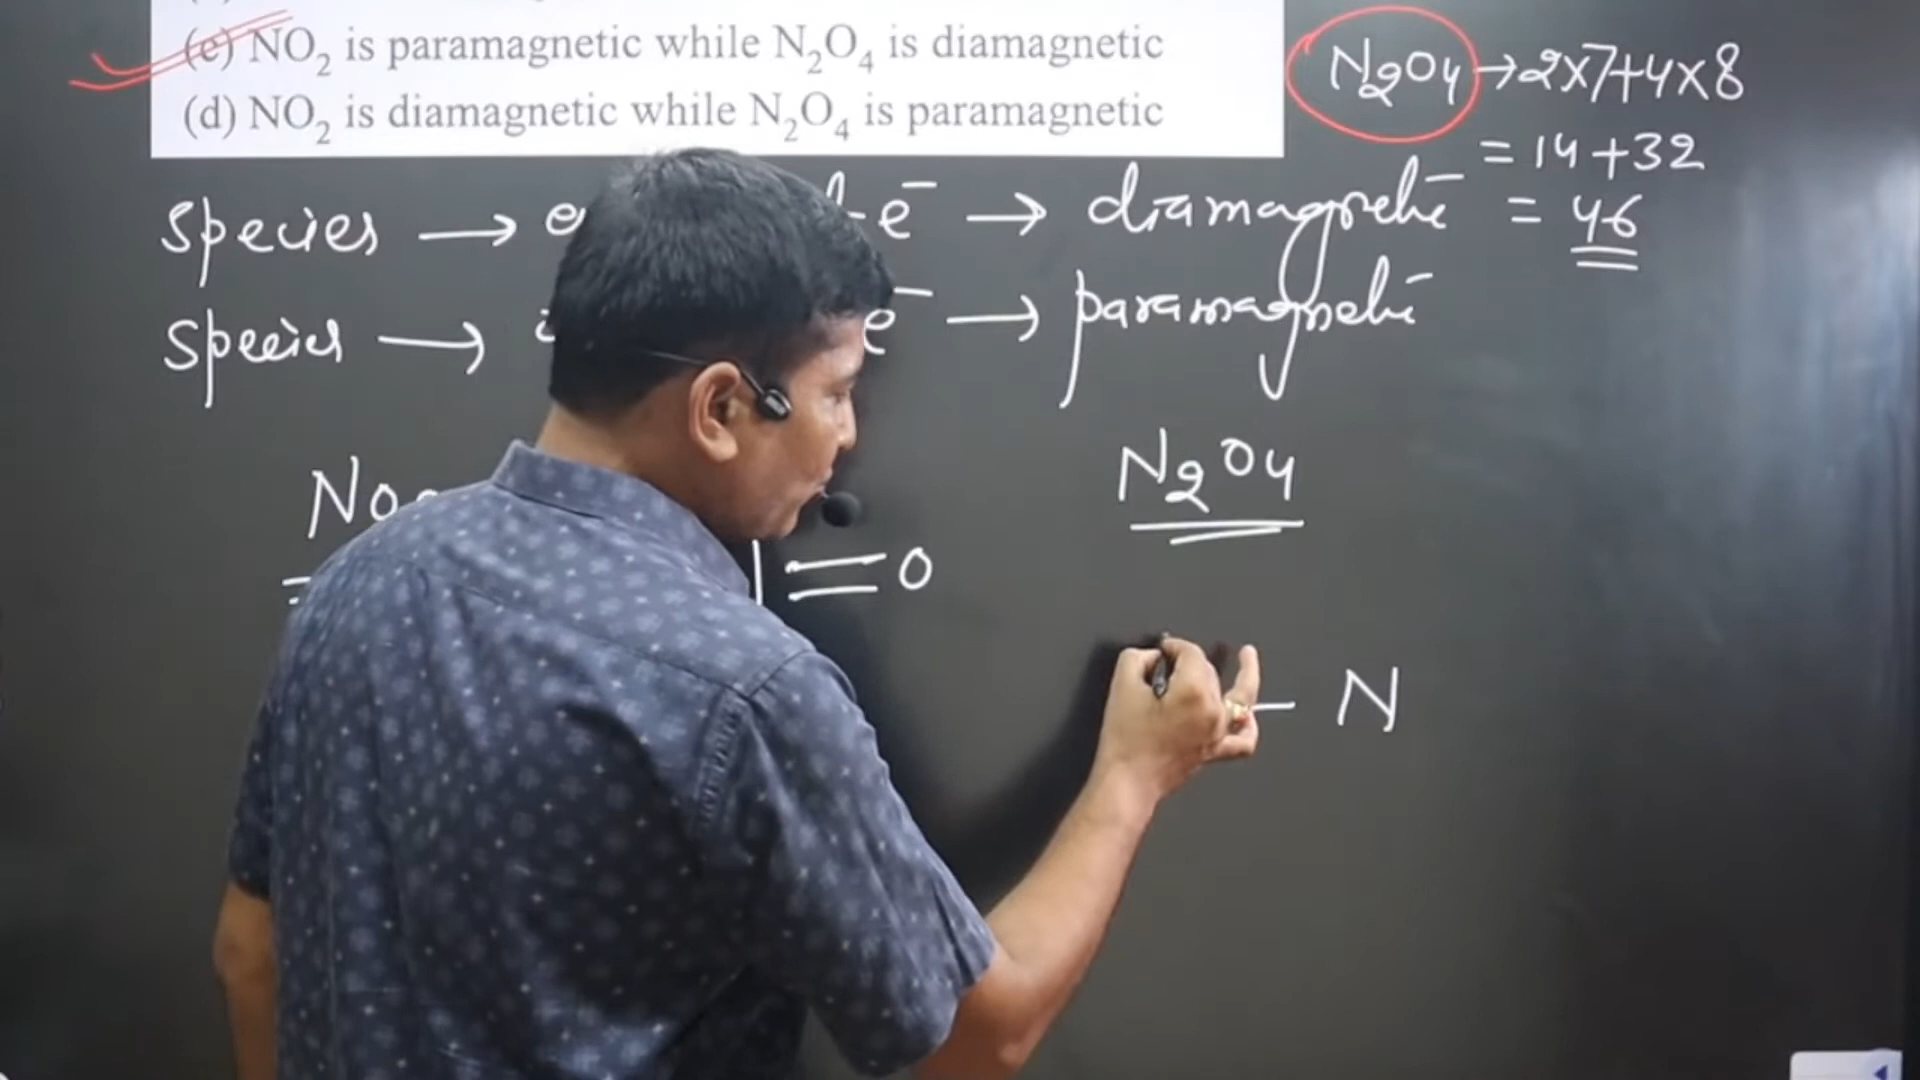 (c) NO₂ is paramagnetic while N₂O₄ is diamagnetic
(d) NO₂ is diamagnetic while N₂O₄ is paramagnetic
N₂O₄ → 2×7+4×8
= 14+32
= 46
Species → e⁻ → diamagnetic
Species → e⁻ → paramagnetic
N₂O₄
= O
– N